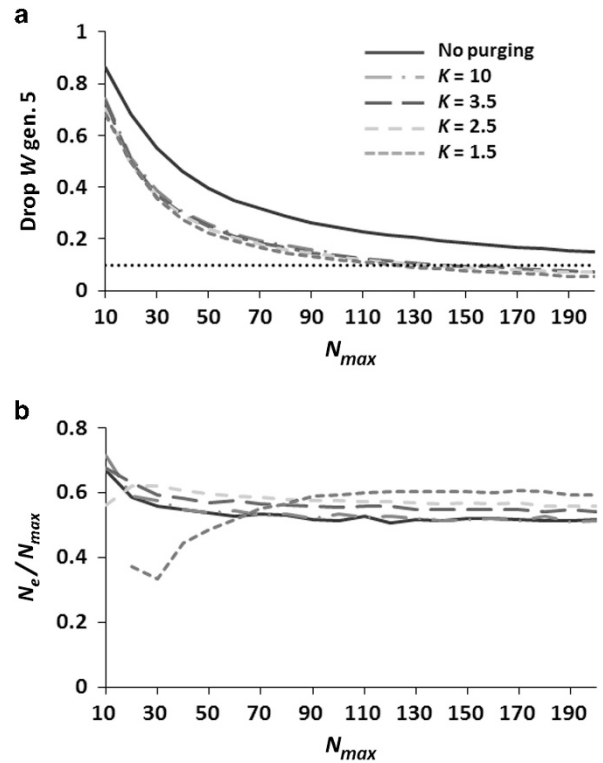 a
Drop W gen. 5
1
0.8
0.6
0.4
0.2
0
No purging
K = 10
K = 3.5
K = 2.5
K = 1.5
10 30 50 70 90 110 130 150 170 190
Nmax
b
Ne/Nmax
0.8
0.6
0.4
0.2
0
10 30 50 70 90 110 130 150 170 190
Nmax